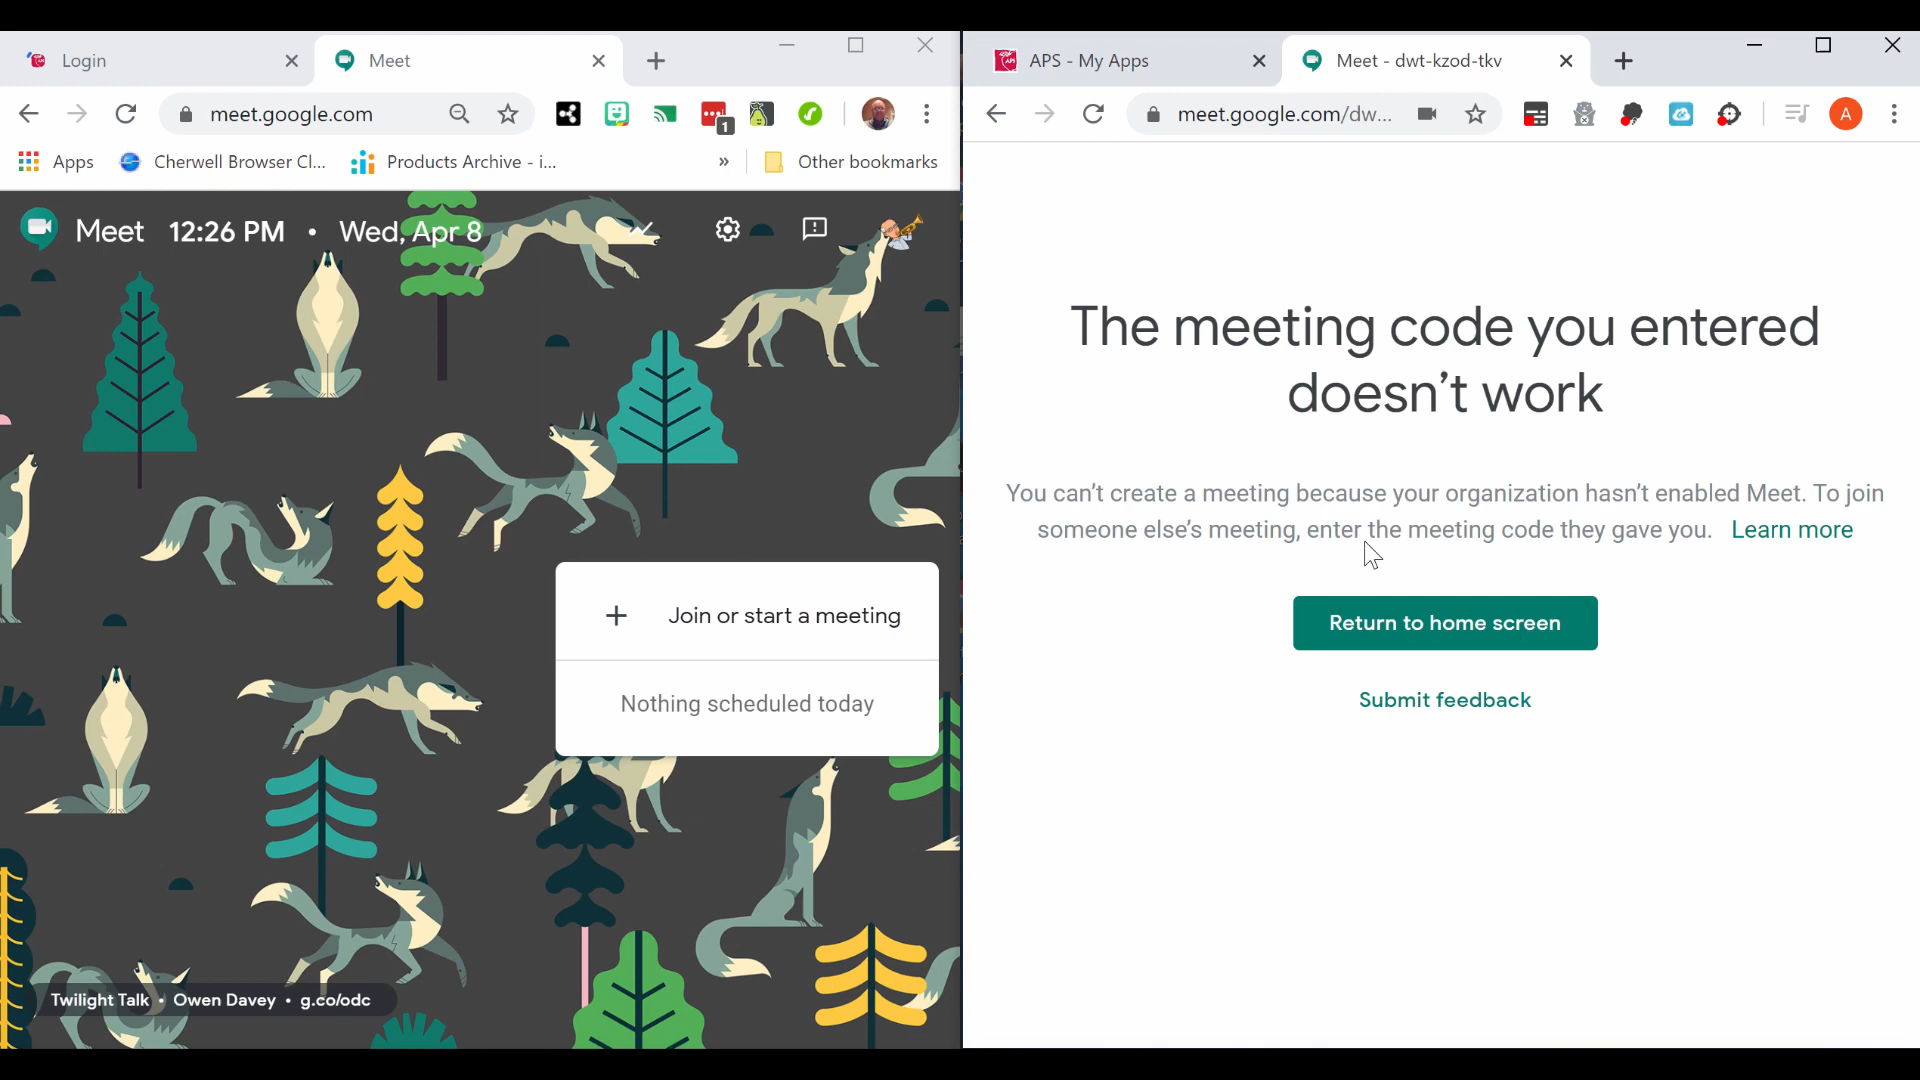 Login
Meet
meet.google.com
1
Apps
Cherwell Browser Cl...
Products Archive - i...
»
Other bookmarks
Meet 12:26 PM • Wed, Apr 8
Join or start a meeting
Nothing scheduled today
Twilight Talk • Owen Davey • g.co/odc
APS - My Apps
Meet - dwt-kzod-tkv
meet.google.com/dw...
A
The meeting code you entered
doesn’t work
You can’t create a meeting because your organization hasn’t enabled Meet. To join
someone else’s meeting, enter the meeting code they gave you. Learn more
Return to home screen
Submit feedback